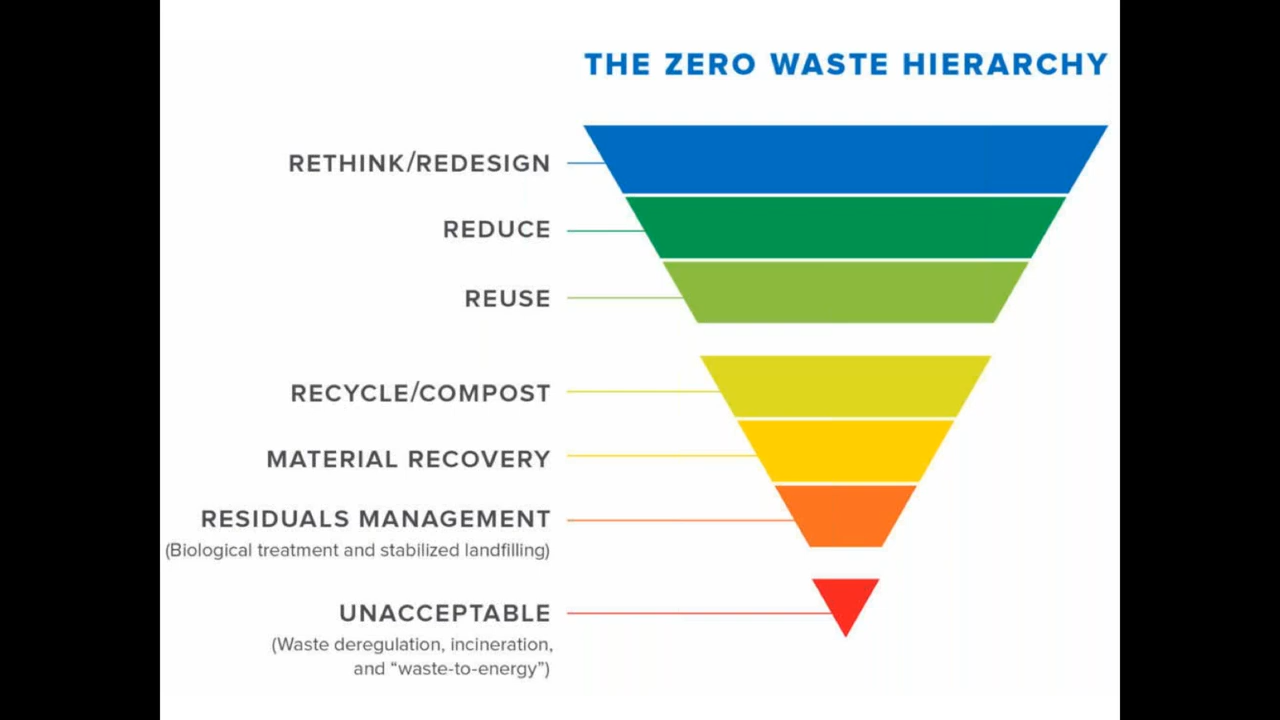 THE ZERO WASTE HIERARCHY
RETHINK/REDESIGN
REDUCE
REUSE
RECYCLE/COMPOST
MATERIAL RECOVERY
RESIDUALS MANAGEMENT
(Biological treatment and stabilized landfilling)
UNACCEPTABLE
(Waste deregulation, incineration,
and “waste-to-energy”)